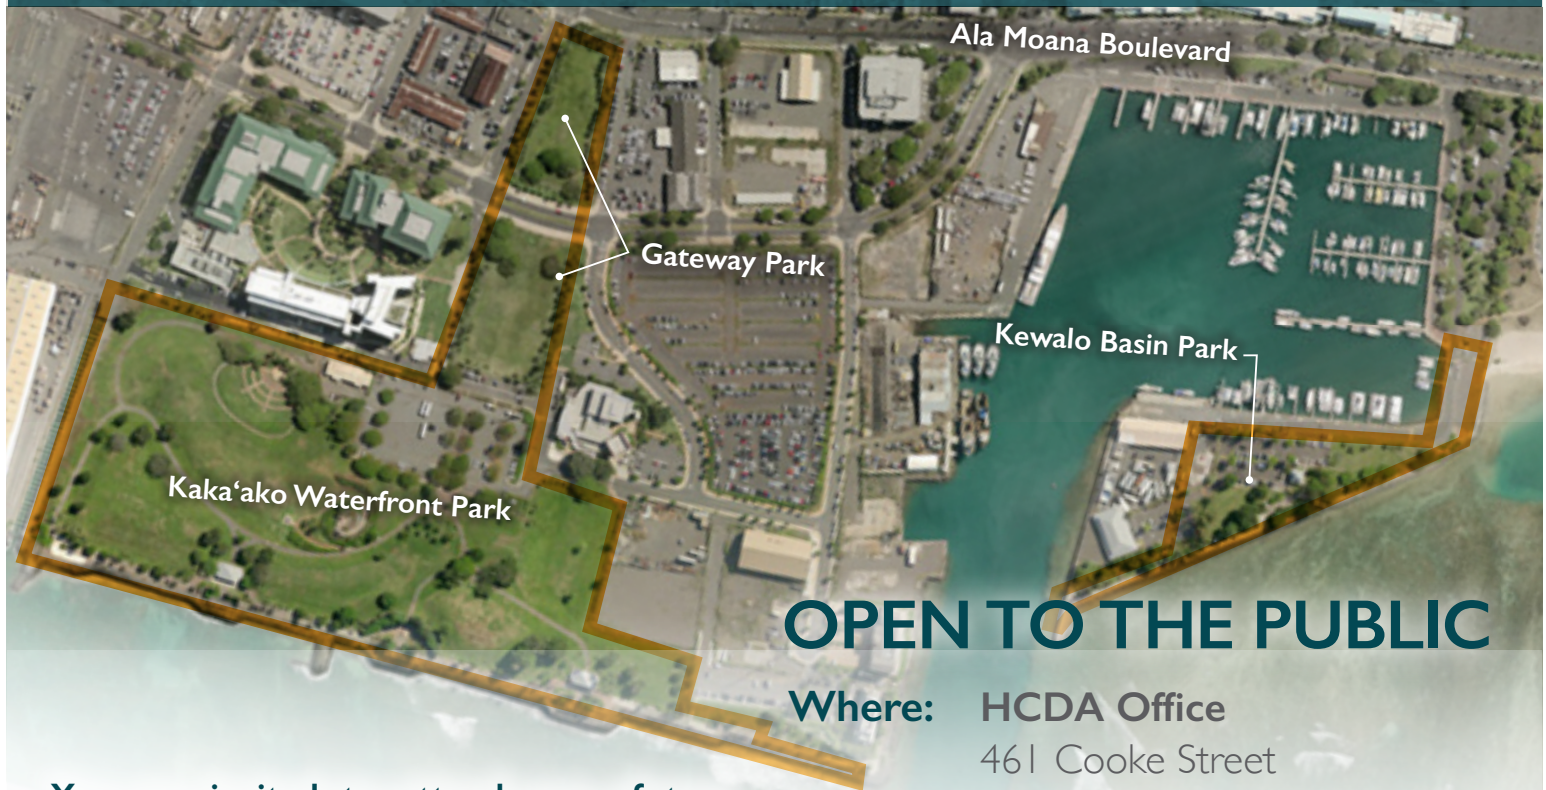 Ala Moana Boulevard
Gateway Park
Kewalo Basin Park
Kaka‘ako Waterfront Park
OPEN TO THE PUBLIC
Where: HCDA Office
461 Cooke Street